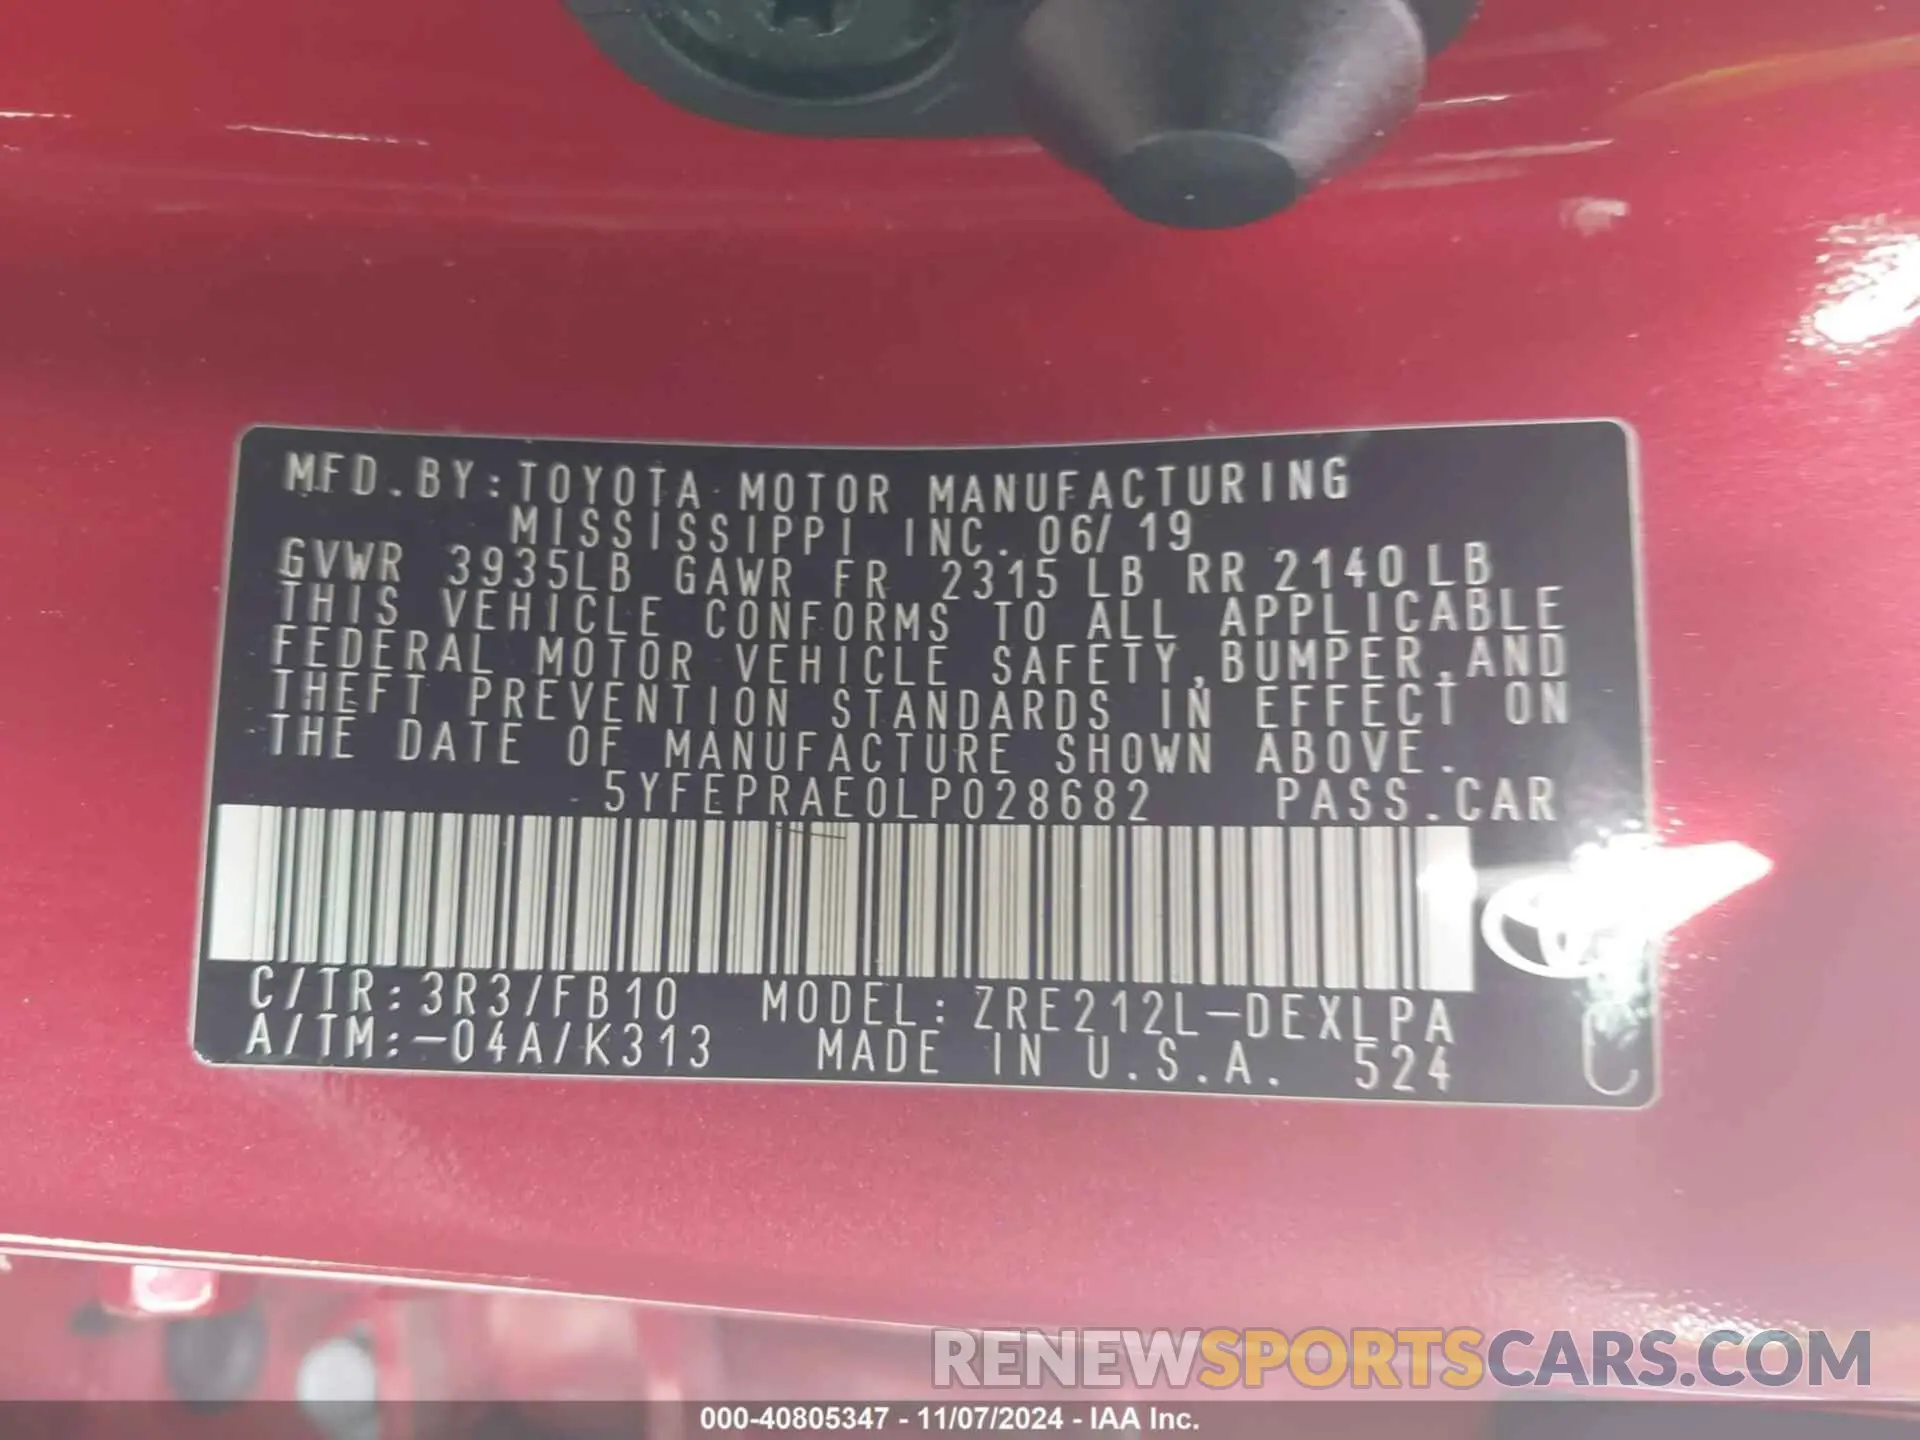 MFD. BY: TOYOTA MOTOR MANUFACTURING
MISSISSIPPI INC. 06/19
GVWR 3935LB GAWR FR 2315 LB RR 2140 LB
THIS VEHICLE CONFORMS TO ALL APPLICABLE
FEDERAL MOTOR VEHICLE SAFETY, BUMPER, AND
THEFT PREVENTION STANDARDS IN EFFECT ON
THE DATE OF MANUFACTURE SHOWN ABOVE.
5YFEPRAE0LP028682 PASS. CAR
C/TR: 3R3/FB10 MODEL: ZRE212L-DEXLPA
A/TM: -04A/K313 MADE IN U.S.A. 524
RENEWSPORTSCARS.COM
000-40805347 - 11/07/2024 - IAA Inc.